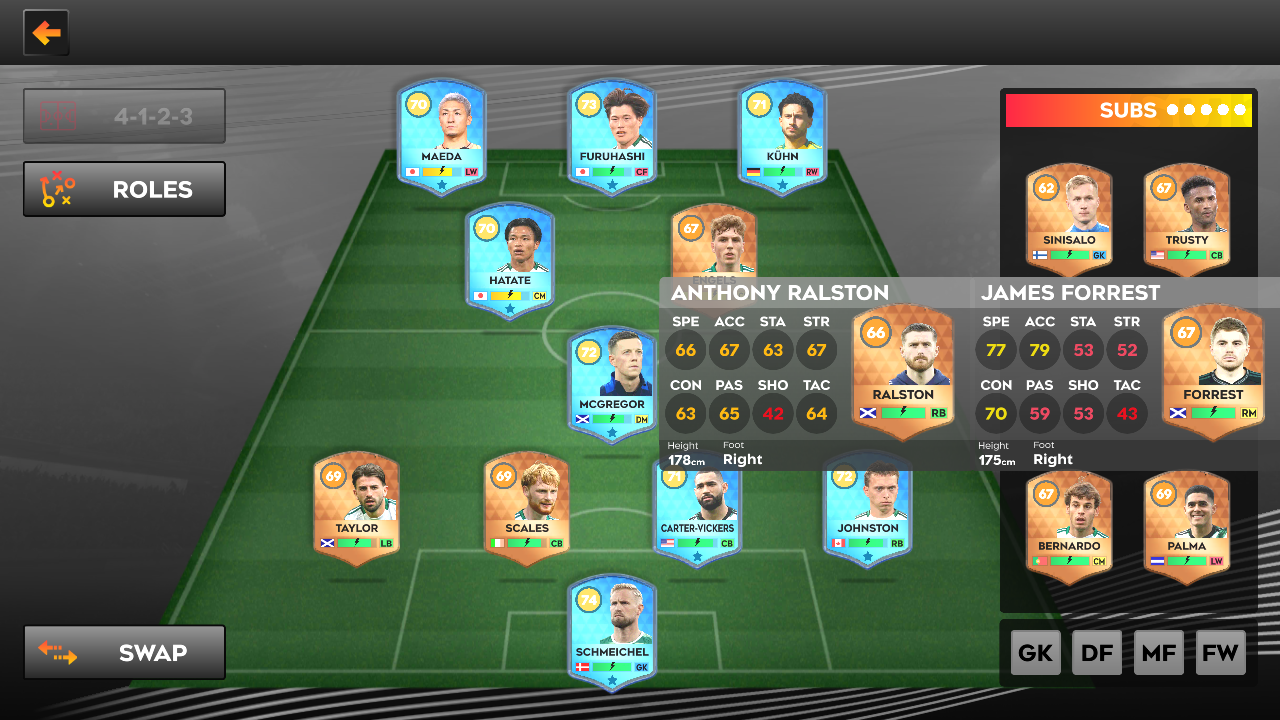 4-1-2-3
ROLES
SUBS
70
MAEDA
LW
73
FURUHASHI
CF
71
KÜHN
RW
62
SINISALO
GK
67
TRUSTY
CB
70
HATATE
CM
67
ENGELS
72
MCGREGOR
DM
ANTHONY RALSTON
SPE ACC STA STR
66 67 63 67
CON PAS SHO TAC
63 65 42 64
Height Foot
178cm Right
66
RALSTON
RB
JAMES FORREST
SPE ACC STA STR
77 79 53 52
CON PAS SHO TAC
70 59 53 43
Height Foot
175cm Right
67
FORREST
RM
69
TAYLOR
LB
69
SCALES
CB
71
CARTER-VICKERS
CB
72
JOHNSTON
RB
67
BERNARDO
CM
69
PALMA
LW
74
SCHMEICHEL
GK
SWAP
GK DF MF FW